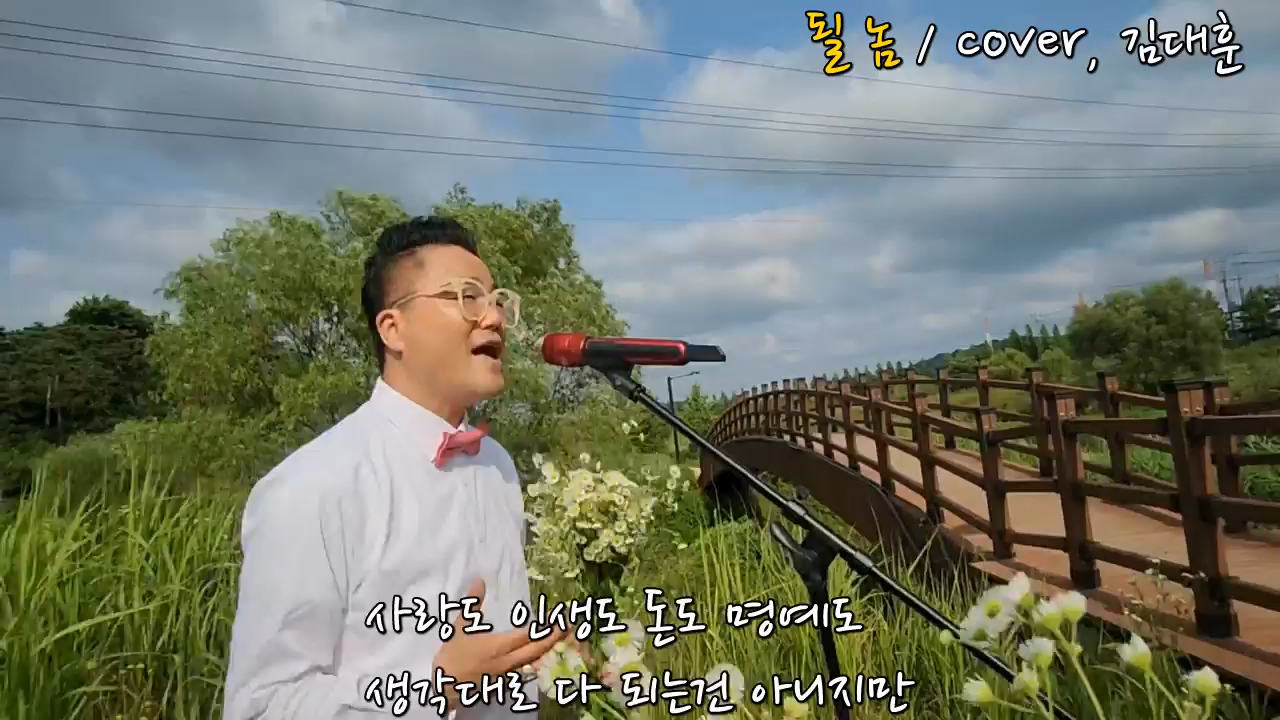 될 놈 / cover, 김대훈
사랑도 인생도 돈도 명예도
생각대로 다 되는건 아니지만